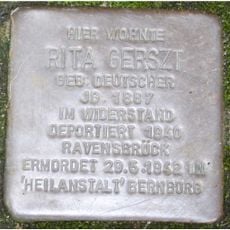 HIER WOHNTE
RITA GERSZT
GEB. DEUTSCHER
JG. 1887
IM WIDERSTAND
DEPORTIERT 1940
RAVENSBRÜCK
ERMORDET 29.5.1942 IN
'HEILANSTALT' BERNBURG